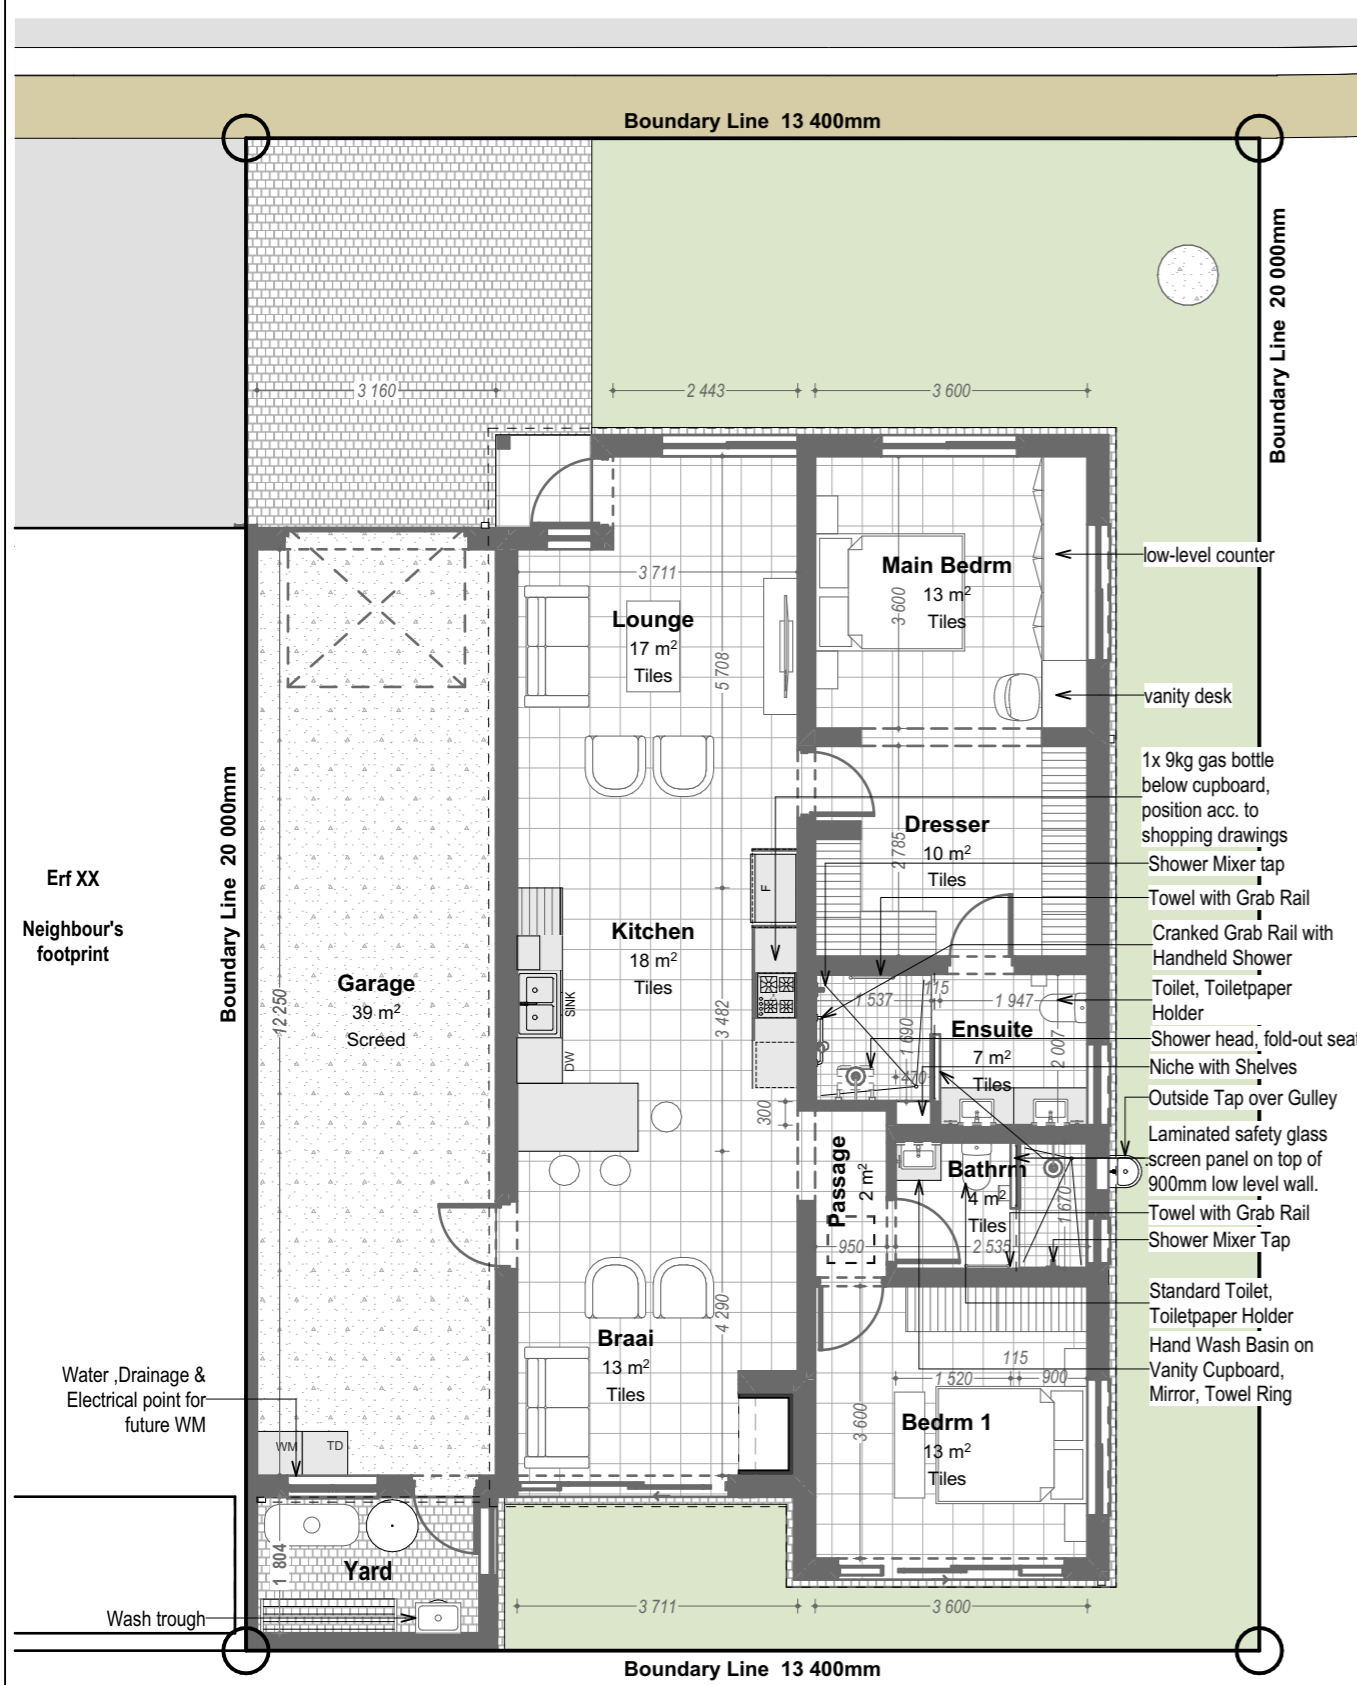 Boundary Line 13 400mm
Boundary Line 20 000mm
3 160
2 443
3 600
low-level counter
Main Bedrm
13 m²
Tiles
3 600
3 711
Lounge
17 m²
Tiles
5 708
vanity desk
1x 9kg gas bottle
below cupboard,
position acc. to
shopping drawings
Boundary Line 20 000mm
Dresser
10 m²
Tiles
2 785
Shower Mixer tap
Erf XX
Neighbour's
footprint
F
Towel with Grab Rail
Kitchen
18 m²
Tiles
Cranked Grab Rail with
Handheld Shower
Garage
39 m²
Screed
12 250
SINK
DW
3 482
1 537
115
1 947
Toilet, Toiletpaper
Holder
Ensuite
7 m²
Tiles
1 690
470
2 007
Shower head, fold-out seat
Niche with Shelves
300
Outside Tap over Gulley
Laminated safety glass
screen panel on top of
900mm low level wall.
Passage
2 m²
Bathrm
4 m²
Tiles
1 670
Towel with Grab Rail
950
2 535
Shower Mixer Tap
Standard Toilet,
Toiletpaper Holder
Braai
13 m²
Tiles
4 290
Hand Wash Basin on
Vanity Cupboard,
Mirror, Towel Ring
115
1 520
900
Water ,Drainage &
Electrical point for
future WM
Bedrm 1
13 m²
Tiles
3 600
WM
TD
Yard
1 804
Wash trough
3 711
3 600
Boundary Line 13 400mm